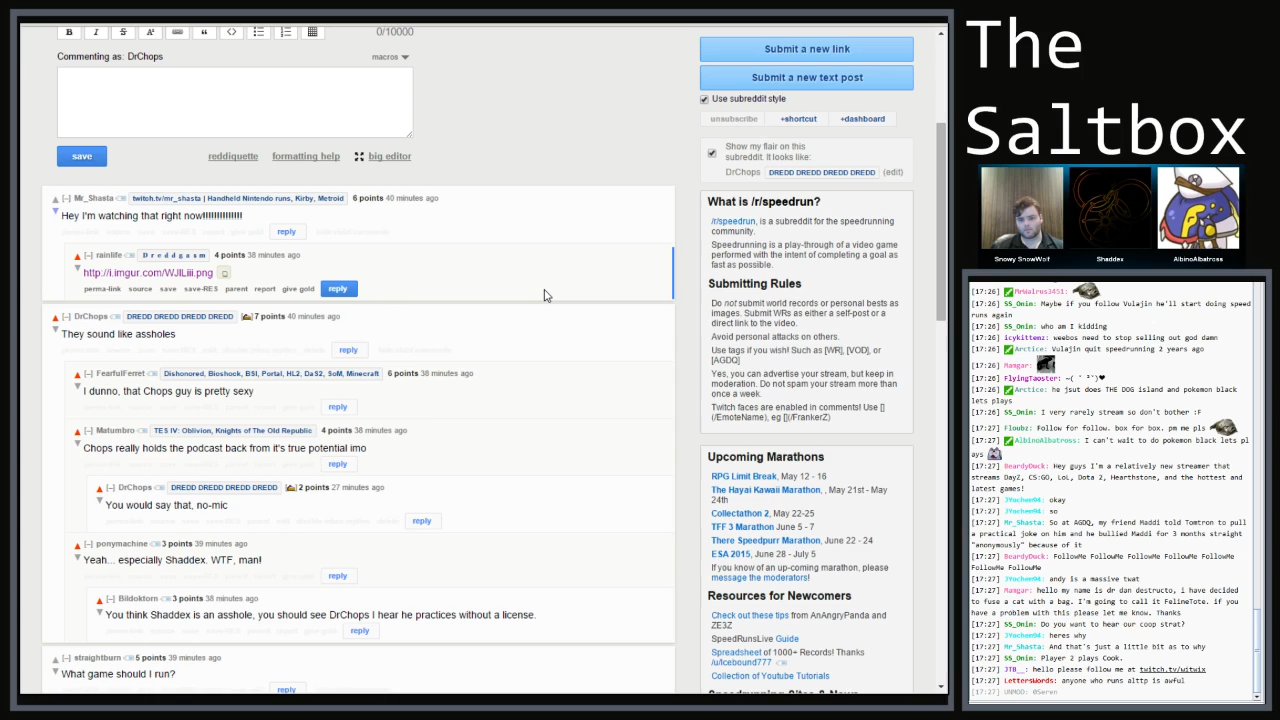 The
Saltbox
0/10000
Commenting as: DrChops
macros
save
reddiquette
formatting help
big editor
[–] Mr_Shasta twitch.tv/mr_shasta | Handheld Nintendo runs, Kirby, Metroid 6 points 40 minutes ago
Hey I'm watching that right now!!!!!!!!!!!!!!
reply
[–] rainlife Dreddgasm 4 points 38 minutes ago
http://i.imgur.com/WJlLiii.png
perma-link source save save-RES parent report give gold reply
[–] DrChops DREDD DREDD DREDD DREDD 7 points 40 minutes ago
They sound like assholes
reply
[–] FearfulFerret Dishonored, Bioshock, BSI, Portal, HL2, DaS2, SoM, Minecraft 6 points 38 minutes ago
I dunno, that Chops guy is pretty sexy
reply
[–] Matumbro TES IV: Oblivion, Knights of The Old Republic 4 points 38 minutes ago
Chops really holds the podcast back from it's true potential imo
reply
[–] DrChops DREDD DREDD DREDD DREDD 2 points 27 minutes ago
You would say that, no-mic
reply
[–] ponymachine 3 points 39 minutes ago
Yeah... especially Shaddex. WTF, man!
reply
[–] Bildoktorn 3 points 38 minutes ago
You think Shaddex is an asshole, you should see DrChops I hear he practices without a license.
reply
[–] straightburn 5 points 39 minutes ago
What game should I run?
reply
Submit a new link
Submit a new text post
Use subreddit style
unsubscribe +shortcut +dashboard
Show my flair on this
subreddit. It looks like:
DrChops DREDD DREDD DREDD DREDD (edit)
What is /r/speedrun?
/r/speedrun, is a subreddit for the speedrunning
community.
Speedrunning is a play-through of a video game
performed with the intent of completing a goal as
fast as possible.
Submitting Rules
Do not submit world records or personal bests as
images. Submit WRs as either a self-post or a
direct link to the video.
Avoid personal attacks on others.
Use tags if you wish! Such as [WR], [VOD], or
[AGDQ]
Yes, you can advertise your stream, but keep in
moderation. Do not spam your stream more than
once a week.
Twitch faces are enabled in comments! Use []
(/EmoteName), eg [](/FrankerZ)
Upcoming Marathons
RPG Limit Break, May 12 - 16
The Hayai Kawaii Marathon, , May 21st - May
24th
Collectathon 2, May 22-25
TFF 3 Marathon June 5 - 7
There Speedpurr Marathon, June 22 - 24
ESA 2015, June 28 - July 5
If you know of an upcoming marathon, please
message the moderators!
Resources for Newcomers
Check out these tips from AnAngryPanda and
ZE3Z
SpeedRunsLive Guide
Spreadsheet of 1000+ Records! Thanks
/u/Icebound777
Collection of Youtube Tutorials
Snowy SnowWolf
Shaddex
AlbinoAlbatross
[17:26] MrWalrus3451:
[17:26] SS_Onin: Maybe if you follow Vulajin he'll start doing speed
runs again
[17:26] SS_Onin: who am I kidding
[17:26] icykittenz: weebos need to stop selling out god damn
[17:26] Arctice: Vulajin quit speedrunning 2 years ago
[17:26] Mamgar:
[17:26] FlyingTaoster: ~( ˘ ³˘)♥
[17:26] Arctice: he jsut does THE DOG island and pokemon black
lets plays
[17:26] SS_Onin: I very rarely stream so don't bother :F
[17:26] Floubz: Follow for follow. box for box. pm me pls
[17:27] AlbinoAlbatross: I can't wait to do pokemon black lets pl
ays
[17:27] BeardyDuck: Hey guys I'm a relatively new streamer that
streams DayZ, CS:GO, LoL, Dota 2, Hearthstone, and the hottest and
latest games!
[17:27] JYochem94: okay
[17:27] JYochem94: so
[17:27] Mr_Shasta: So at AGDQ, my friend Maddi told Tomtron to pull
a practical joke on him and he bullied Maddi for 3 months straight
"anonymously" because of it
[17:27] BeardyDuck: FollowMe FollowMe FollowMe FollowMe FollowMe
FollowMe FollowMe
[17:27] JYochem94: andy is a massive twat
[17:27] Mamgar: hello my name is dr dan destructo, i have decided
to fuse a cat with a bag. I'm going to call it FelineTote. if you
have a problem with this please let me know. Thanks
[17:27] SS_Onin: Do you want to hear our coop strat?
[17:27] JYochem94: heres why
[17:27] Mr_Shasta: And that's just a little bit as to why
[17:27] SS_Onin: Player 2 plays Cook.
[17:27] JTB__: hello please follow me at twitch.tv/witwix
[17:27] LettersWords: anyone who runs alttp is awful
[17:27] UNMOD: @Seren